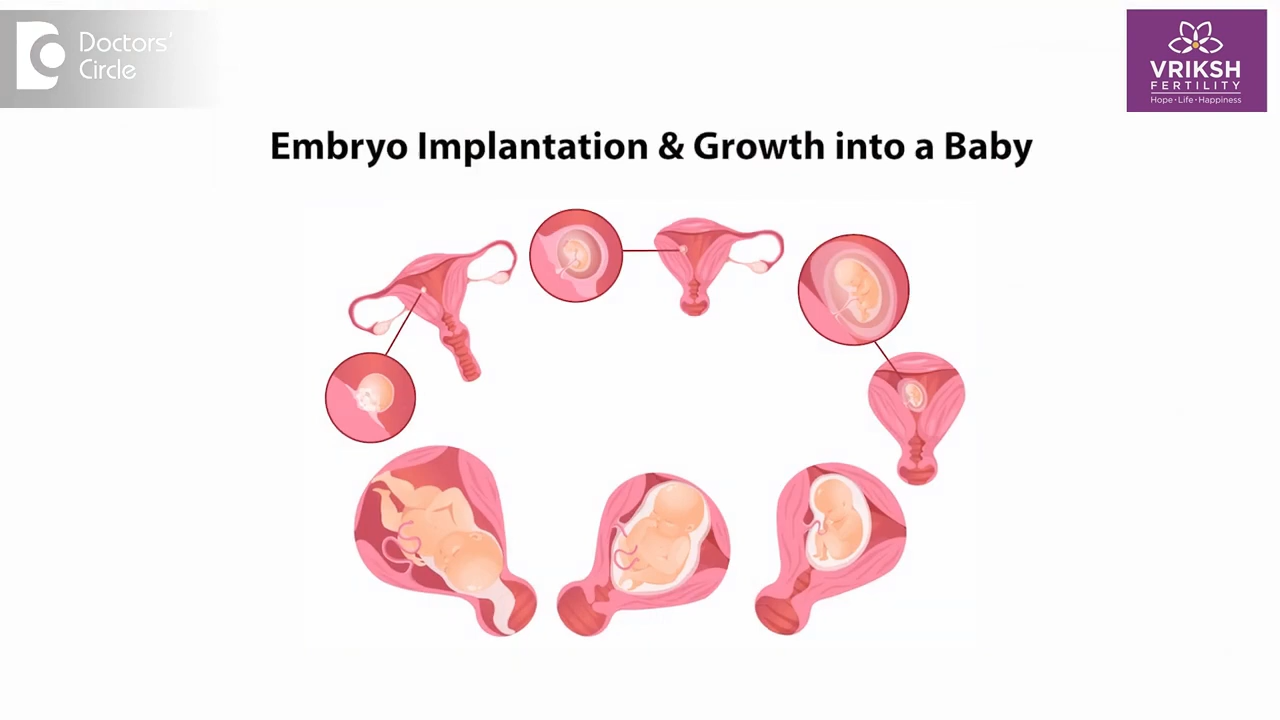 Doctors'
Circle
VRIKSH
FERTILITY
Hope · Life · Happiness
Embryo Implantation & Growth into a Baby